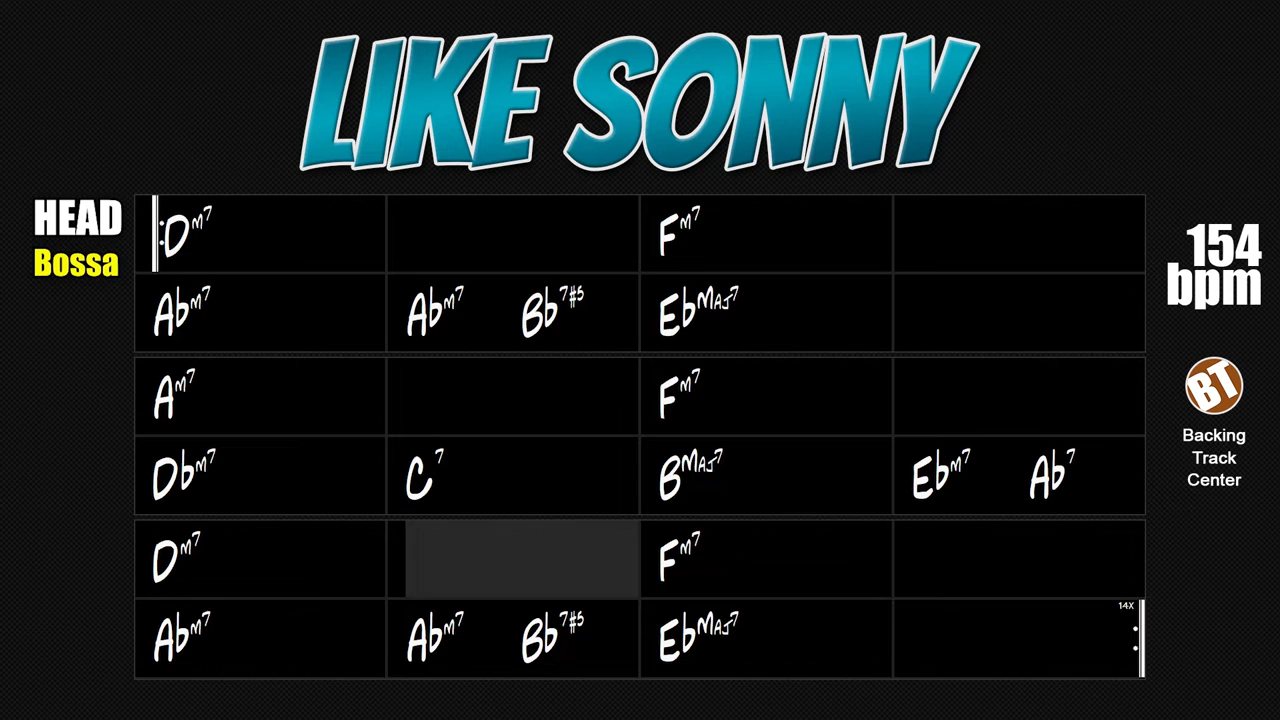 LIKE SONNY
HEAD
Bossa
154
bpm
Dm7 Fm7
Abm7 Abm7 Bb7#5 EbMAJ7
Am7 Fm7
Dbm7 C7 BMAJ7 Ebm7 Ab7
Dm7 Fm7
Abm7 Abm7 Bb7#5 EbMAJ7
14X
BT
Backing
Track
Center